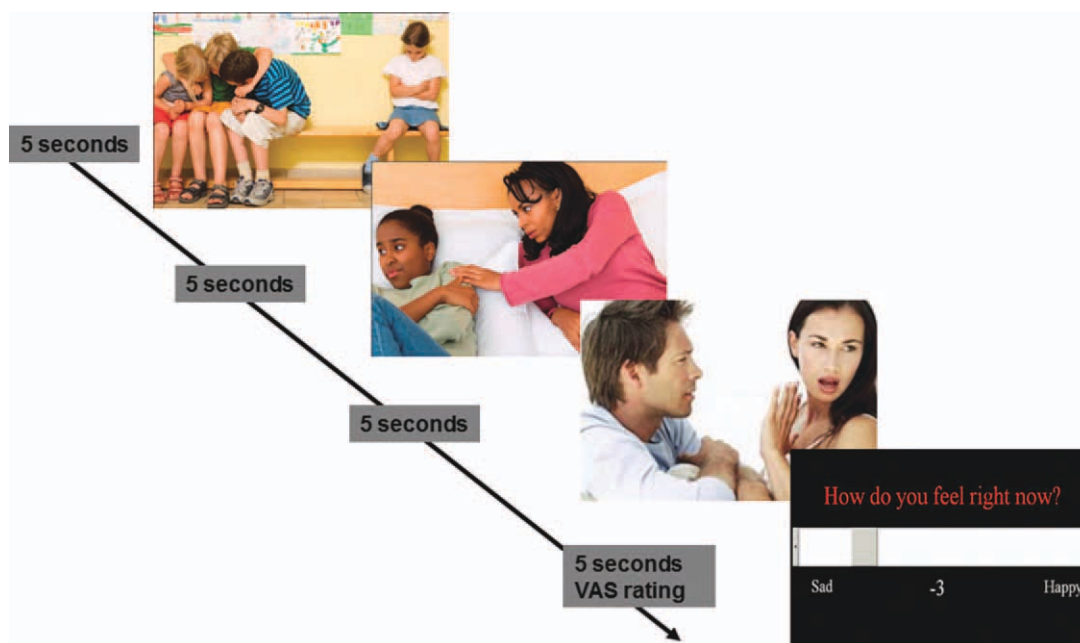 5 seconds
5 seconds
5 seconds
5 seconds
VAS rating
How do you feel right now?
Sad -3 Happy